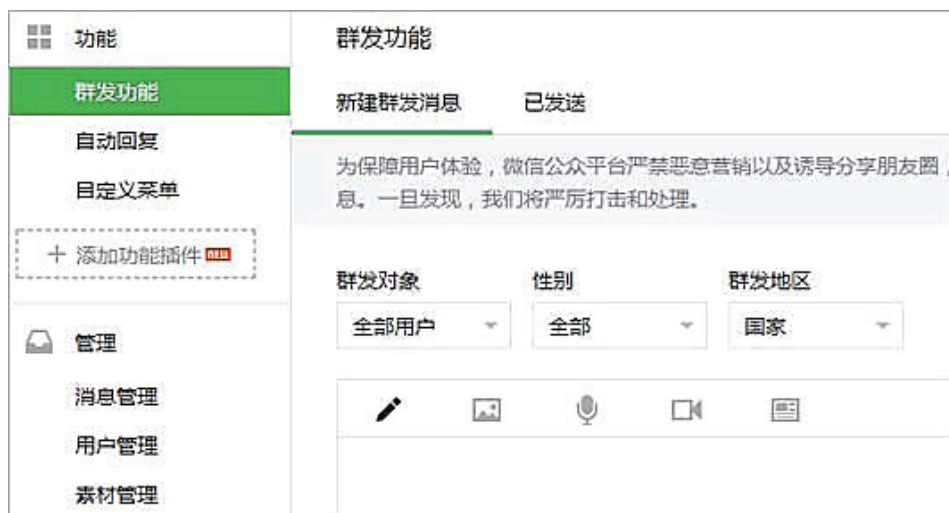 功能
群发功能
自动回复
自定义菜单
+ 添加功能插件 NEW
管理
消息管理
用户管理
素材管理
群发功能
新建群发消息 已发送
为保障用户体验，微信公众平台严禁恶意营销以及诱导分享朋友圈，
息。一旦发现，我们将严厉打击和处理。
群发对象 性别 群发地区
全部用户 全部 国家